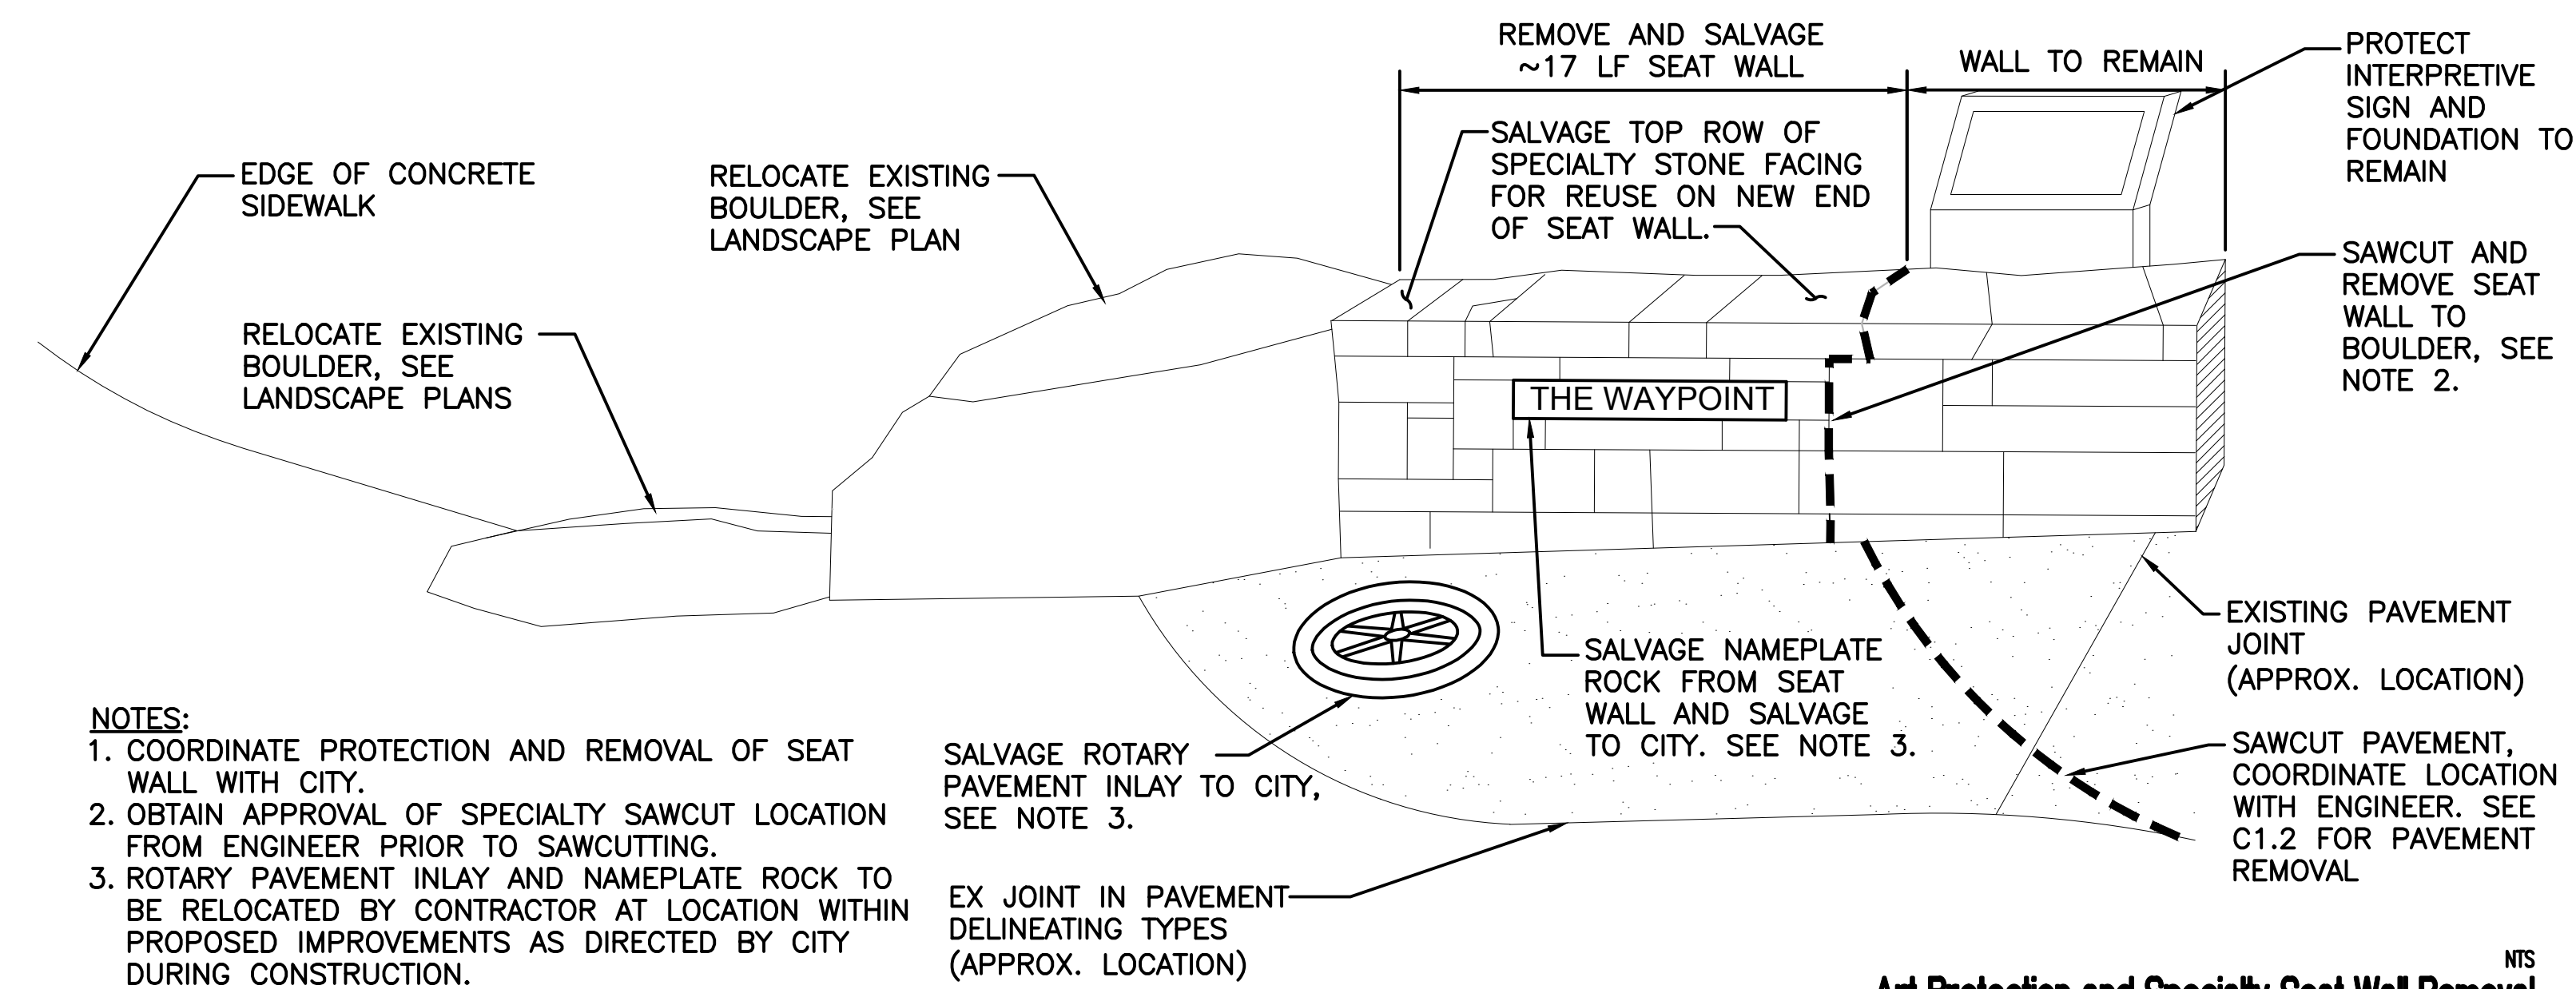 REMOVE AND SALVAGE
~17 LF SEAT WALL
WALL TO REMAIN
PROTECT
INTERPRETIVE
SIGN AND
FOUNDATION TO
REMAIN
SALVAGE TOP ROW OF
SPECIALTY STONE FACING
FOR REUSE ON NEW END
OF SEAT WALL.
EDGE OF CONCRETE
SIDEWALK
RELOCATE EXISTING
BOULDER, SEE
LANDSCAPE PLAN
SAWCUT AND
REMOVE SEAT
WALL TO
BOULDER, SEE
NOTE 2.
RELOCATE EXISTING
BOULDER, SEE
LANDSCAPE PLANS
THE WAYPOINT
EXISTING PAVEMENT
JOINT
(APPROX. LOCATION)
SALVAGE NAMEPLATE
ROCK FROM SEAT
WALL AND SALVAGE
TO CITY. SEE NOTE 3.
SAWCUT PAVEMENT,
COORDINATE LOCATION
WITH ENGINEER. SEE
C1.2 FOR PAVEMENT
REMOVAL
SALVAGE ROTARY
PAVEMENT INLAY TO CITY,
SEE NOTE 3.
EX JOINT IN PAVEMENT
DELINEATING TYPES
(APPROX. LOCATION)
NOTES:
1. COORDINATE PROTECTION AND REMOVAL OF SEAT
WALL WITH CITY.
2. OBTAIN APPROVAL OF SPECIALTY SAWCUT LOCATION
FROM ENGINEER PRIOR TO SAWCUTTING.
3. ROTARY PAVEMENT INLAY AND NAMEPLATE ROCK TO
BE RELOCATED BY CONTRACTOR AT LOCATION WITHIN
PROPOSED IMPROVEMENTS AS DIRECTED BY CITY
DURING CONSTRUCTION.
NTS
Art Protection and Specialty Seat Wall Removal